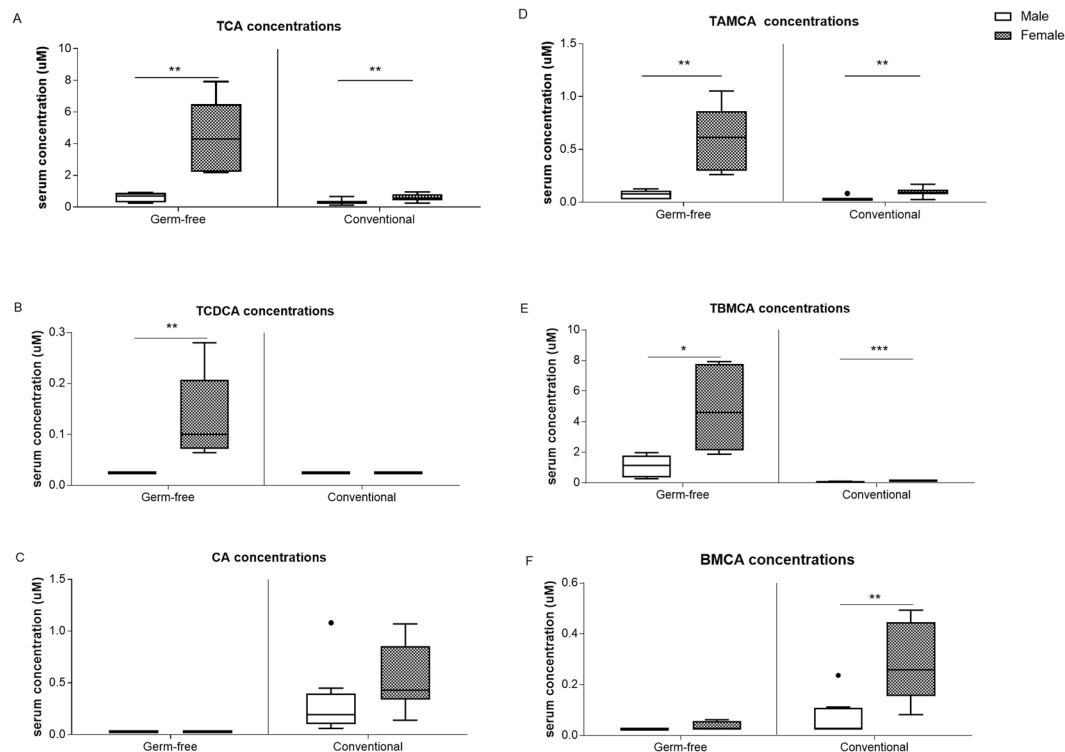 A
TCA concentrations
serum concentration (uM)
10
8
6
4
2
0
**
**
Germ-free
Conventional
D
TAMCA concentrations
serum concentration (uM)
1.5
1.0
0.5
0.0
**
**
Germ-free
Conventional
Male
Female
B
TCDCA concentrations
serum concentration (uM)
0.3
0.2
0.1
0.0
**
Germ-free
Conventional
E
TBMCA concentrations
serum concentration (uM)
10
8
6
4
2
0
*
***
Germ-free
Conventional
C
CA concentrations
serum concentration (uM)
1.5
1.0
0.5
0.0
Germ-free
Conventional
F
BMCA concentrations
serum concentration (uM)
0.6
0.4
0.2
0.0
**
Germ-free
Conventional